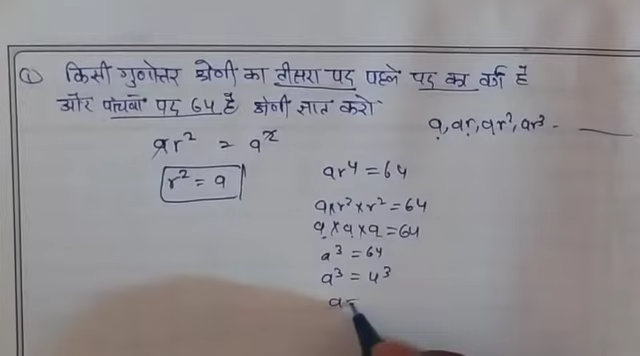 ① किसी गुणोत्तर श्रेणी का तीसरा पद पहले पद का वर्ग है
और पांचवाँ पद 64 है श्रेणी ज्ञात करो
a, ar, ar², ar³ - ———
ar² = a²
r² = a
ar⁴ = 64
a×r²×r² = 64
a×a×a = 64
a³ = 64
a³ = 4³
a=